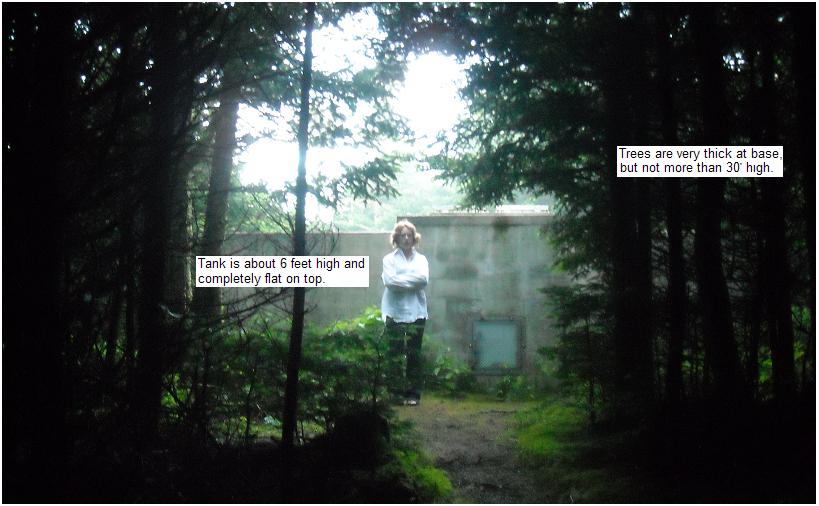 Trees are very thick at base,
but not more than 30' high.
Tank is about 6 feet high and
completely flat on top.